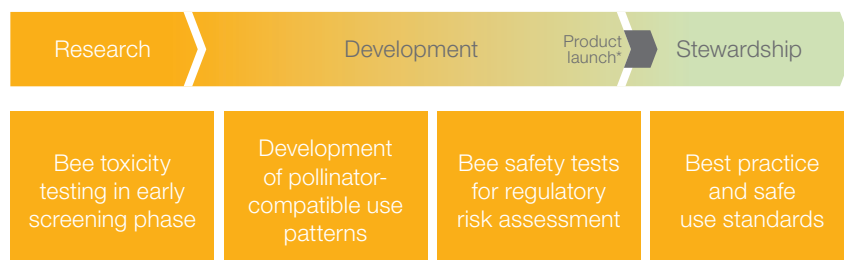 Research
Development
Product
launch*
Stewardship
Bee toxicity
testing in early
screening phase
Development
of pollinator-
compatible use
patterns
Bee safety tests
for regulatory
risk assessment
Best practice
and safe
use standards